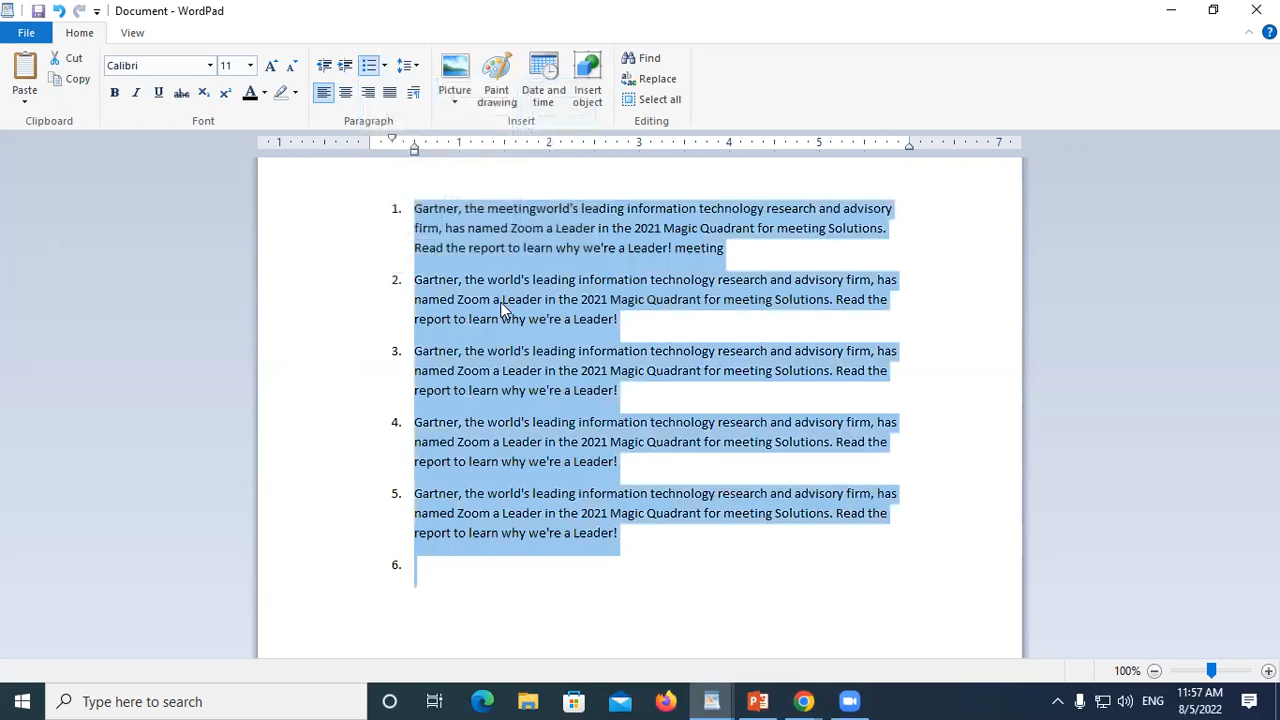 Document - WordPad
File Home View
Paste Cut Copy Clipboard
Calibri 11 Font
Paragraph
Picture Paint drawing Date and time Insert object Insert
Find Replace Select all Editing
1 1 2 3 4 5 7
1. Gartner, the meetingworld's leading information technology research and advisory
firm, has named Zoom a Leader in the 2021 Magic Quadrant for meeting Solutions.
Read the report to learn why we're a Leader! meeting
2. Gartner, the world's leading information technology research and advisory firm, has
named Zoom a Leader in the 2021 Magic Quadrant for meeting Solutions. Read the
report to learn why we're a Leader!
3. Gartner, the world's leading information technology research and advisory firm, has
named Zoom a Leader in the 2021 Magic Quadrant for meeting Solutions. Read the
report to learn why we're a Leader!
4. Gartner, the world's leading information technology research and advisory firm, has
named Zoom a Leader in the 2021 Magic Quadrant for meeting Solutions. Read the
report to learn why we're a Leader!
5. Gartner, the world's leading information technology research and advisory firm, has
named Zoom a Leader in the 2021 Magic Quadrant for meeting Solutions. Read the
report to learn why we're a Leader!
6.
100%
Type here to search
ENG
11:57 AM
8/5/2022